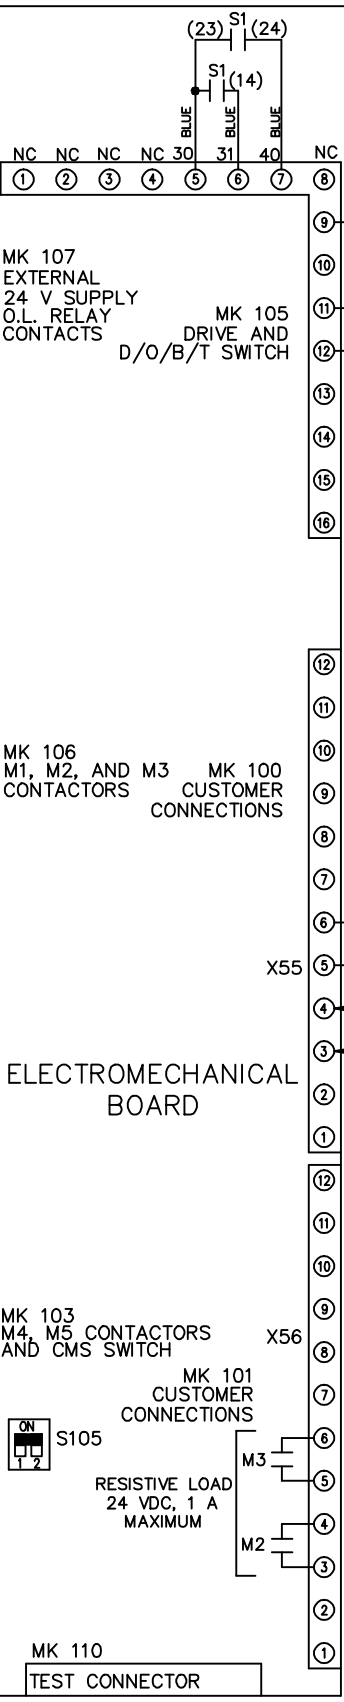 (23) S1 (24)
S1 (14)
BLUE BLUE BLUE
NC NC NC NC 30 31 40 NC
1 2 3 4 5 6 7 8
9
10
11
12
13
14
15
16
MK 107
EXTERNAL
24 V SUPPLY
O.L. RELAY
CONTACTS
MK 105
DRIVE AND
D/O/B/T SWITCH
12
11
10
9
8
7
6
5
4
3
2
1
MK 106
M1, M2, AND M3
CONTACTORS
MK 100
CUSTOMER
CONNECTIONS
X55
ELECTROMECHANICAL
BOARD
12
11
10
9
8
7
6
5
4
3
2
1
MK 103
M4, M5 CONTACTORS
AND CMS SWITCH
X56
MK 101
CUSTOMER
CONNECTIONS
ON
1 2
S105
M3
RESISTIVE LOAD
24 VDC, 1 A
MAXIMUM
M2
MK 110
TEST CONNECTOR